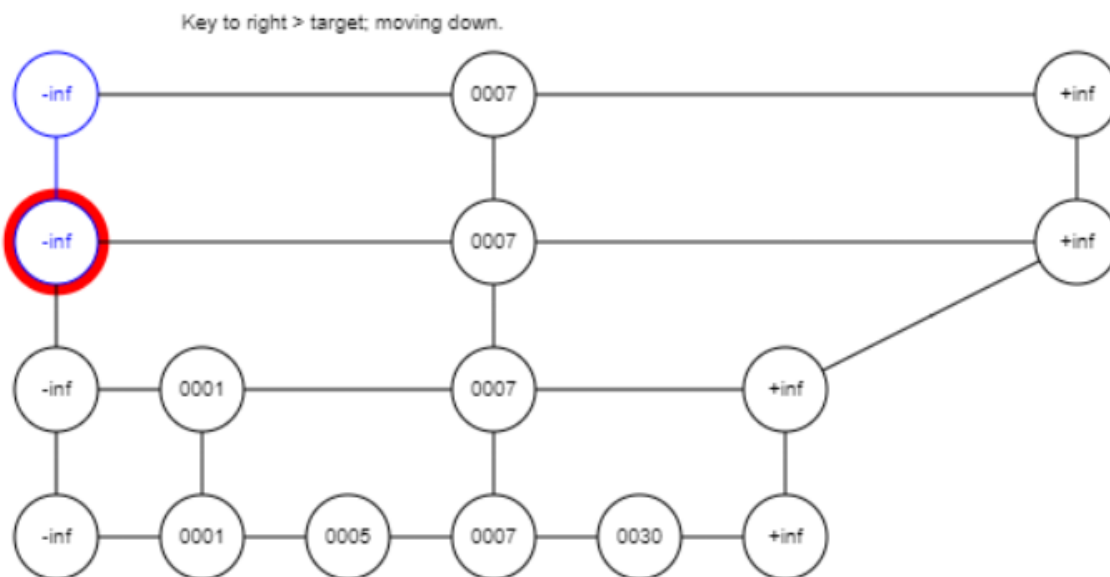 Key to right > target; moving down.
-inf 0007 +inf
-inf 0007 +inf
-inf 0001 0007 +inf
-inf 0001 0005 0007 0030 +inf